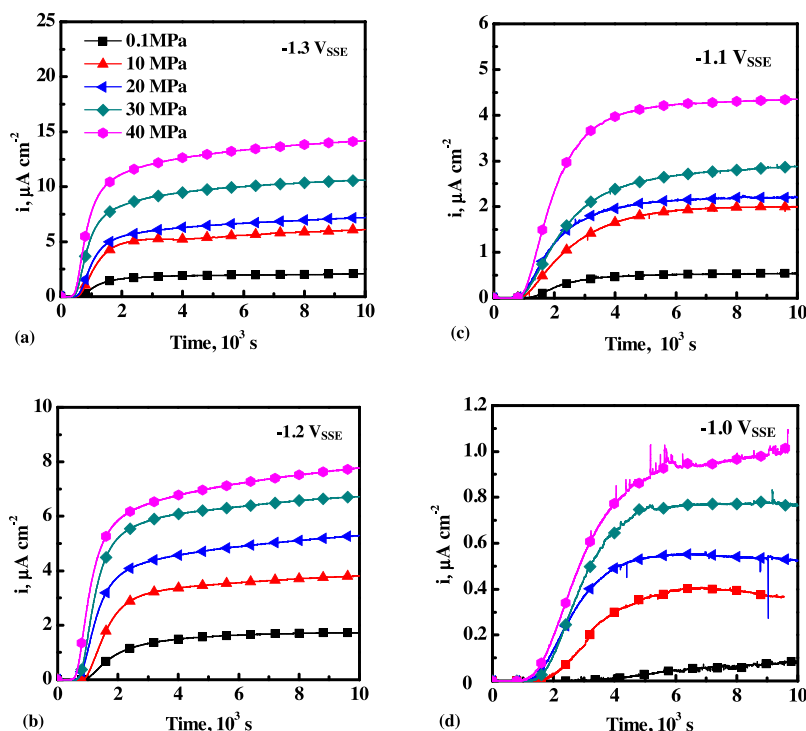 25
20
15
10
5
0
i, μA cm⁻²
-1.3 V_SSE
0.1MPa
10 MPa
20 MPa
30 MPa
40 MPa
0 2 4 6 8 10
(a)
Time, 10³ s
6
5
4
3
2
1
0
i, μA cm⁻²
-1.1 V_SSE
0 2 4 6 8 10
(c)
Time, 10³ s
10
8
6
4
2
0
i, μA cm⁻²
-1.2 V_SSE
0 2 4 6 8 10
(b)
Time, 10³ s
1.2
1.0
0.8
0.6
0.4
0.2
0.0
i, μA cm⁻²
-1.0 V_SSE
0 2 4 6 8 10
(d)
Time, 10³ s